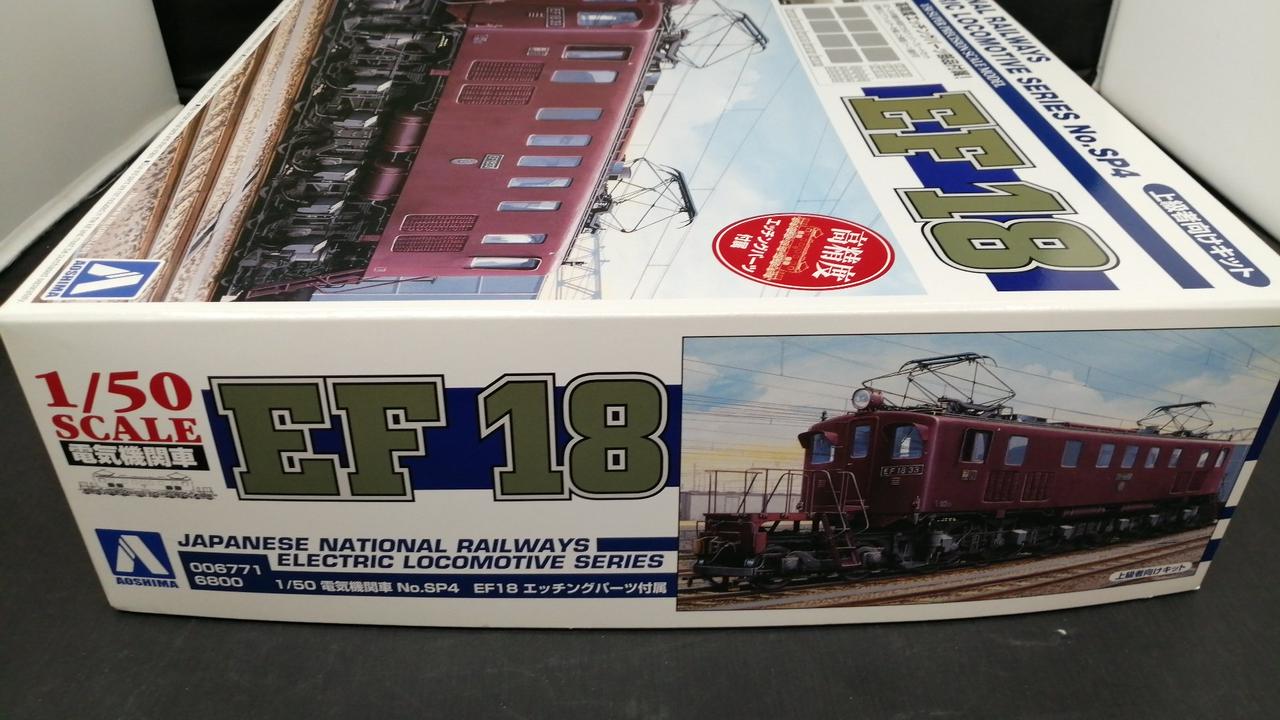 NAL RAILWAYS
IC LOCOMOTIVE SERIES No.SP4
EF 18
上級者向けキット
高精度
エッチングパーツ
付属
AOSHIMA
1/50
SCALE
電気機関車
EF 18
AOSHIMA
JAPANESE NATIONAL RAILWAYS
ELECTRIC LOCOMOTIVE SERIES
006771
6800
1/50 電気機関車 No.SP4 EF18 エッチングパーツ付属
EF 18 33
上級者向けキット